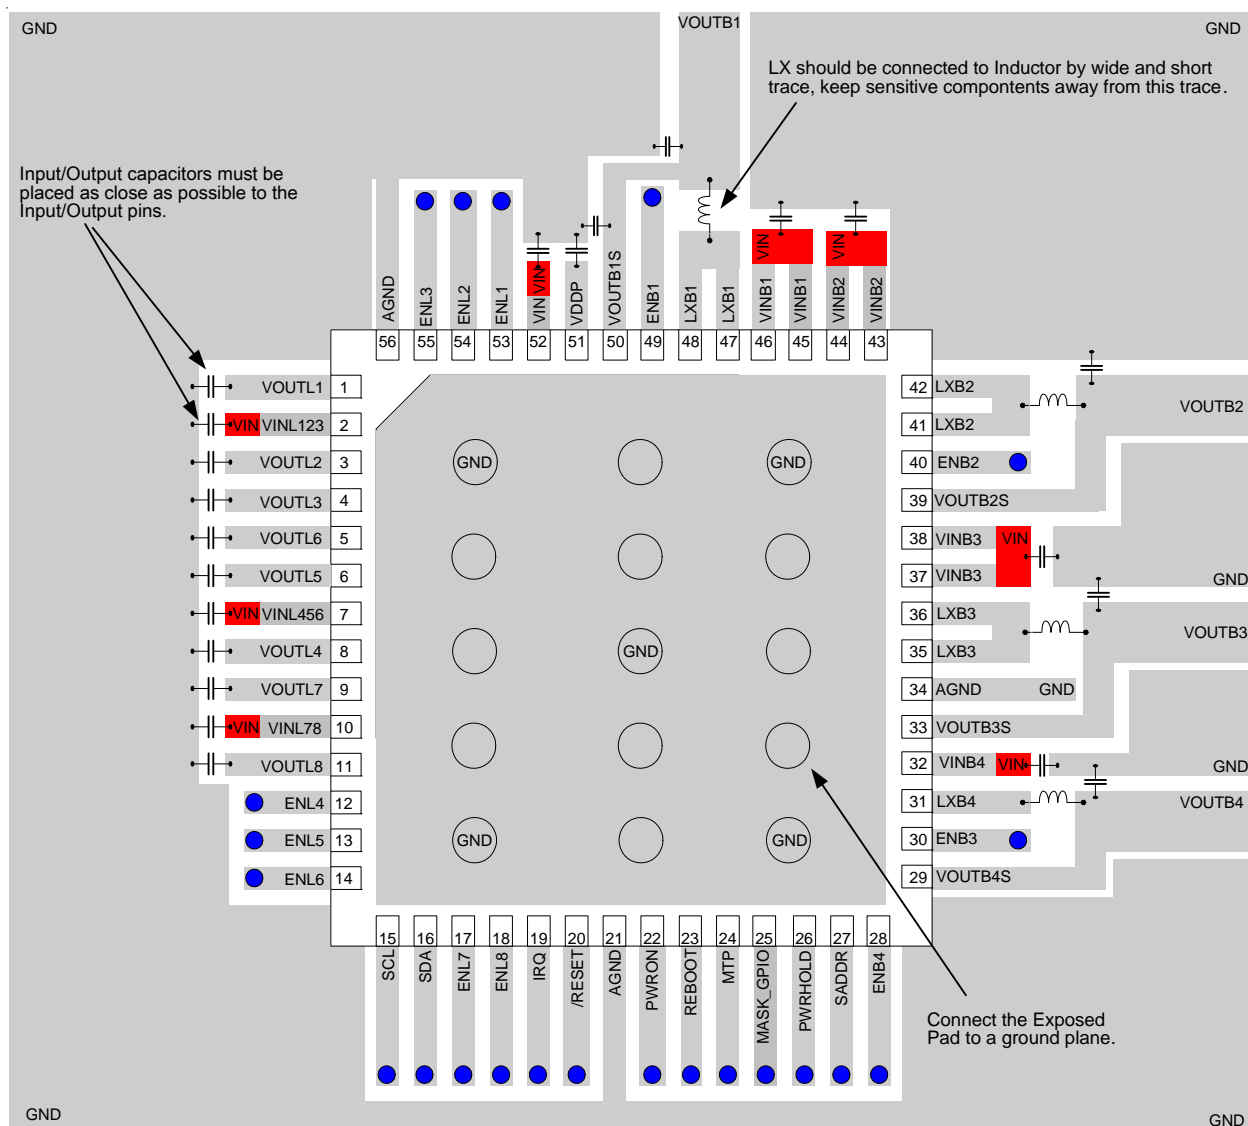 GND
VOUTB1
GND
LX should be connected to Inductor by wide and short
trace, keep sensitive compontents away from this trace.
Input/Output capacitors must be
placed as close as possible to the
Input/Output pins.
AGND
ENL3
ENL2
ENL1
VIN VIN
VDDP
VOUTB1S
ENB1
LXB1
LXB1
VINB1 VIN
VINB1
VINB2 VIN
VINB2
56 55 54 53 52 51 50 49 48 47 46 45 44 43
VOUTL1 1
VIN VINL123 2
VOUTL2 3
VOUTL3 4
VOUTL6 5
VOUTL5 6
VIN VINL456 7
VOUTL4 8
VOUTL7 9
VIN VINL78 10
VOUTL8 11
ENL4 12
ENL5 13
ENL6 14
GND GND
GND
GND GND
42 LXB2
VOUTB2
41 LXB2
40 ENB2
39 VOUTB2S
38 VINB3 VIN
37 VINB3
GND
36 LXB3
VOUTB3
35 LXB3
34 AGND GND
33 VOUTB3S
32 VINB4 VIN
GND
31 LXB4
VOUTB4
30 ENB3
29 VOUTB4S
15 16 17 18 19 20 21 22 23 24 25 26 27 28
SCL
SDA
ENL7
ENL8
IRQ
/RESET
AGND
PWRON
REBOOT
MTP
MASK_GPIO
PWRHOLD
SADDR
ENB4
Connect the Exposed
Pad to a ground plane.
GND
GND